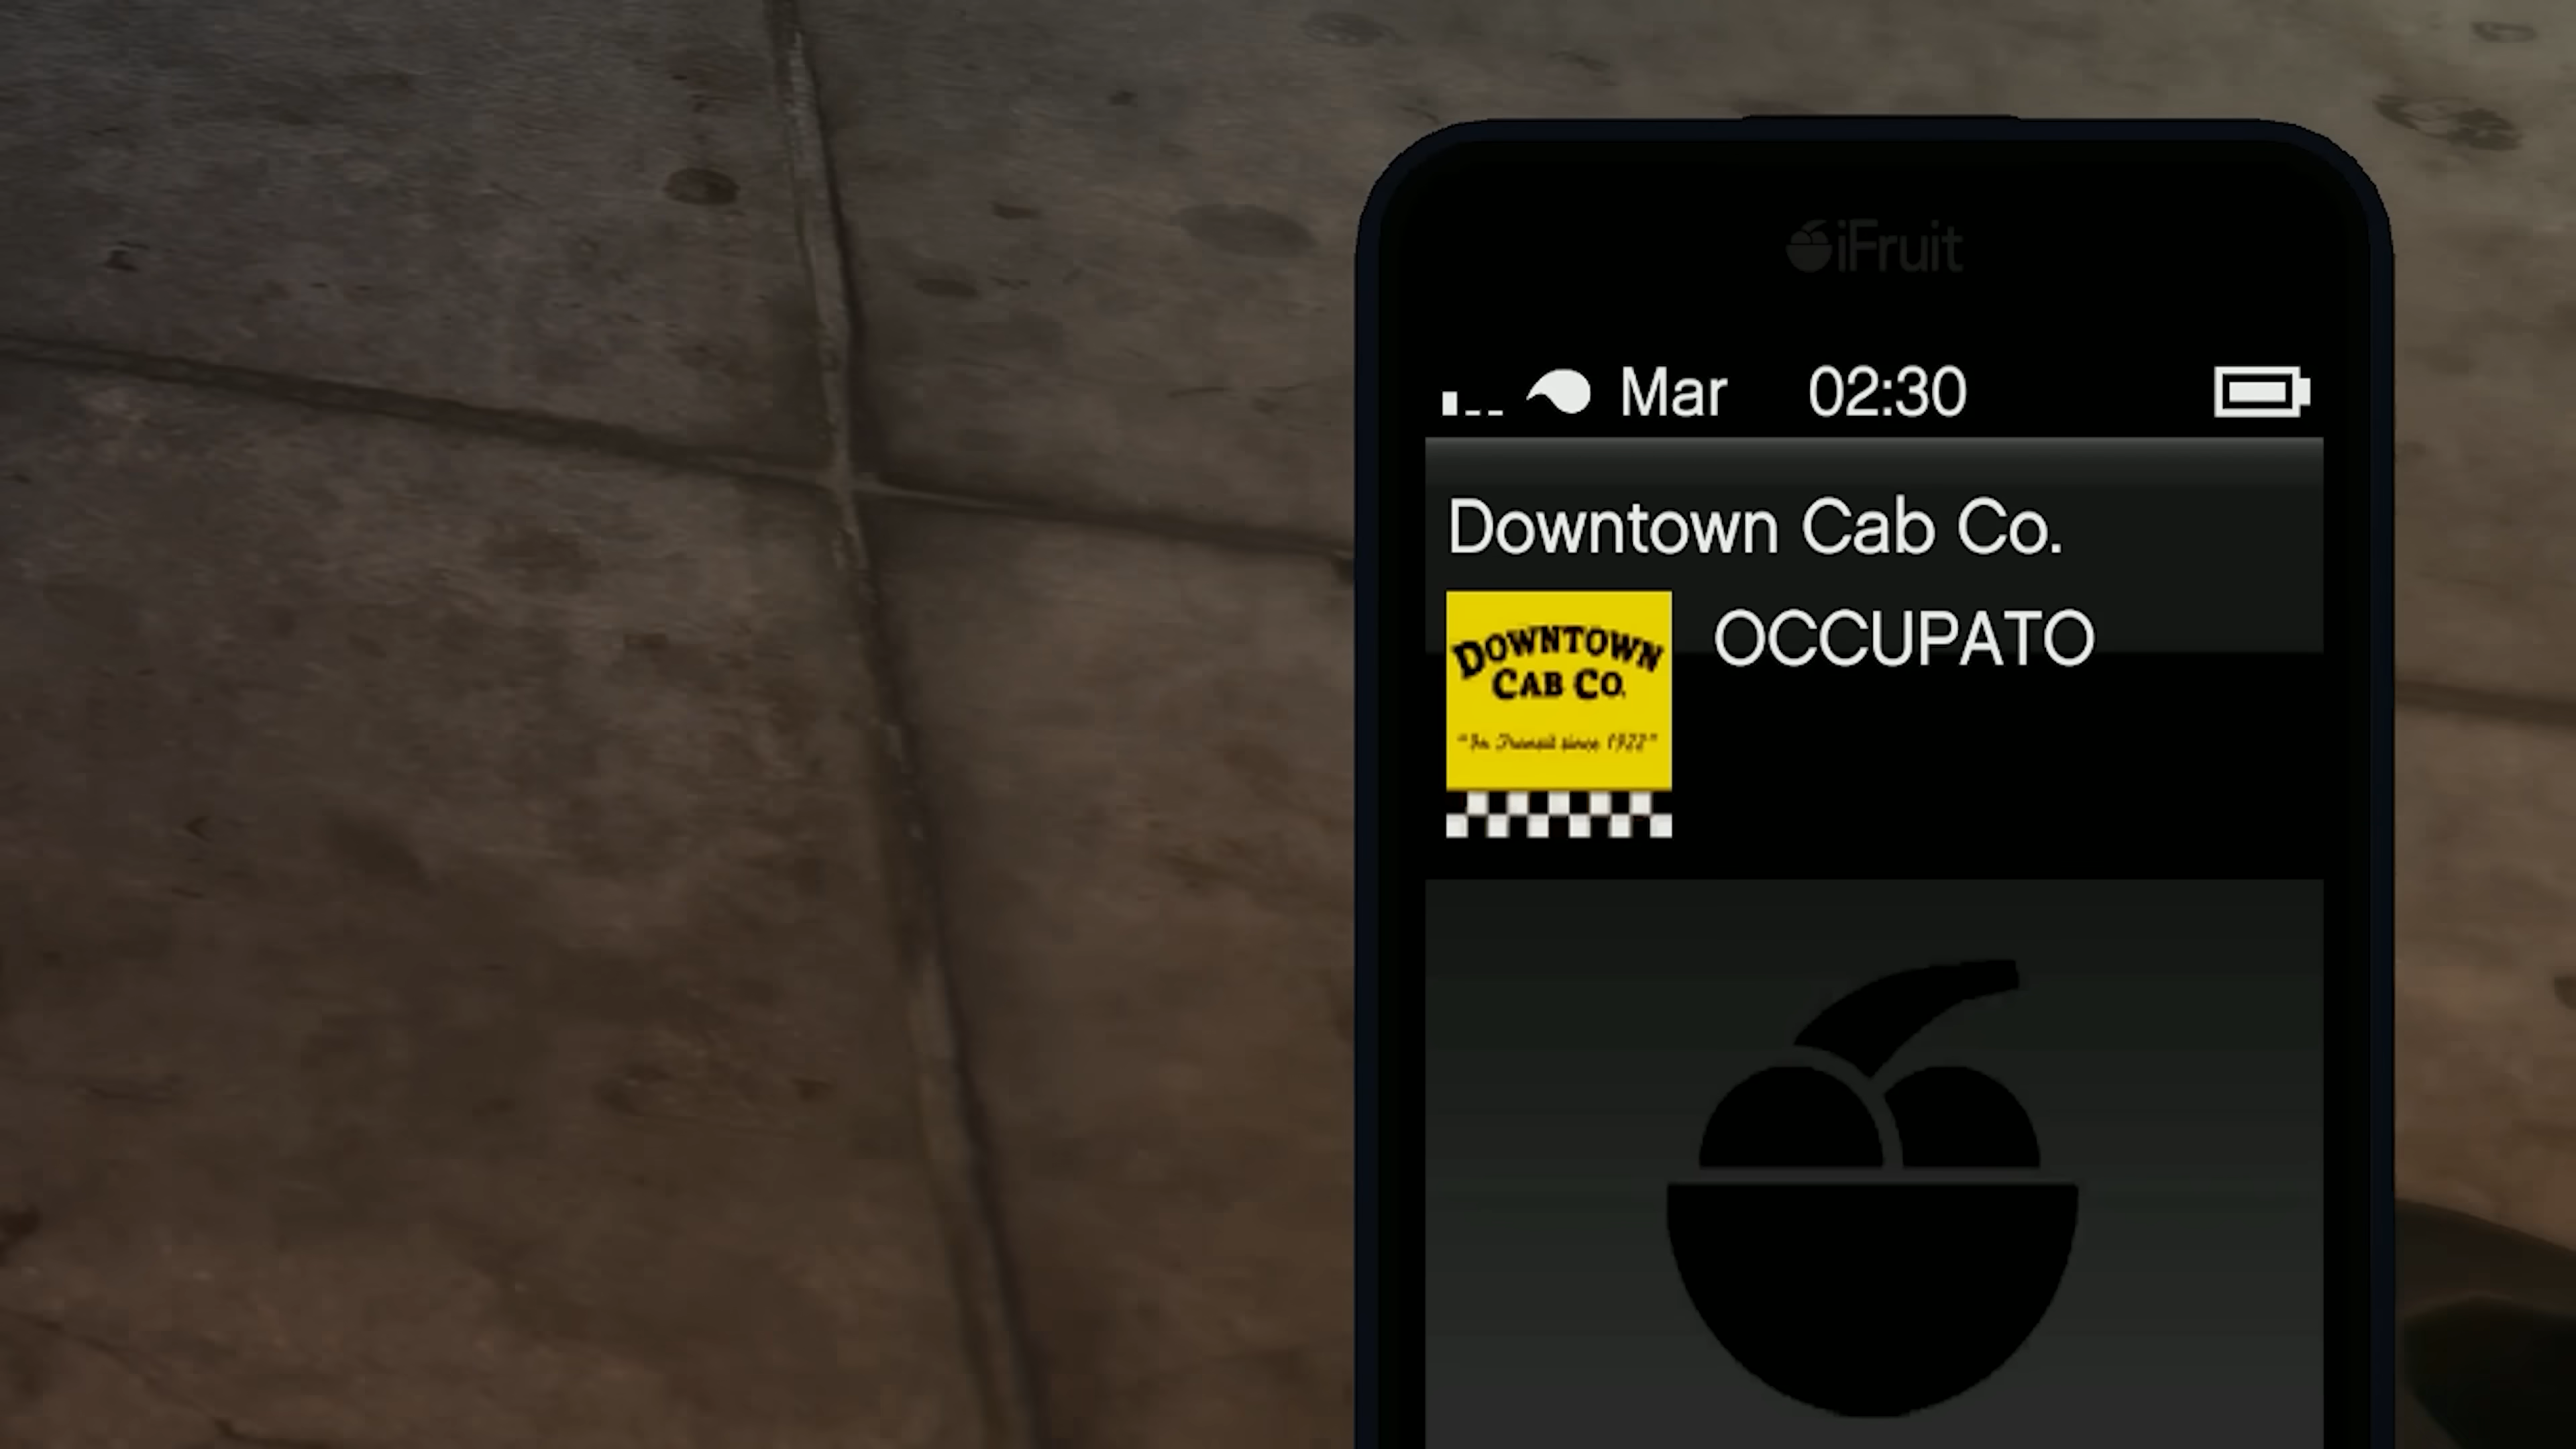 iFruit
Mar 02:30
Downtown Cab Co.
OCCUPATO
DOWNTOWN
CAB CO.
"In Transit since 1922"